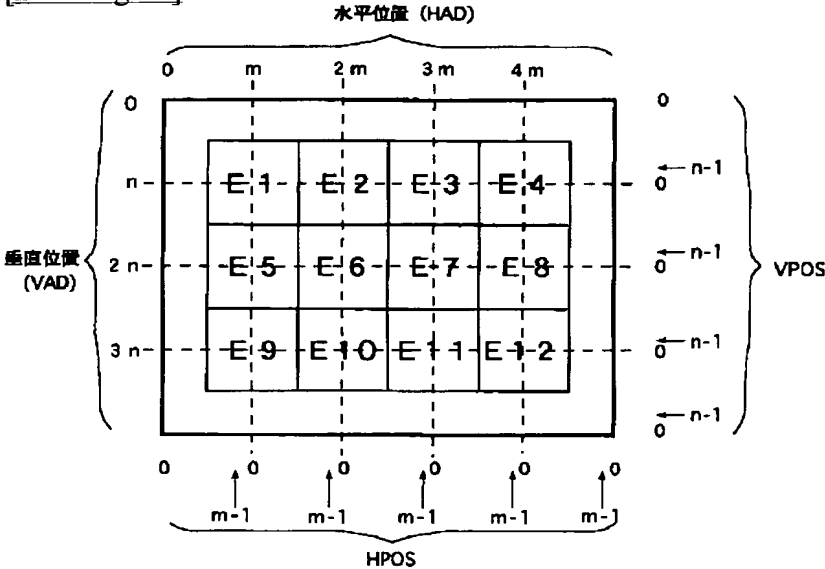 水平位置 (HAD)
0 m 2m 3m 4m
0 0
n E1 E2 E3 E4 0 ← n-1
垂直位置
(VAD)
2n E5 E6 E7 E8 0 ← n-1
VPOS
3n E9 E10 E11 E12 0 ← n-1
0 ← n-1
0 0 0 0 0 0
m-1 m-1 m-1 m-1 m-1
HPOS